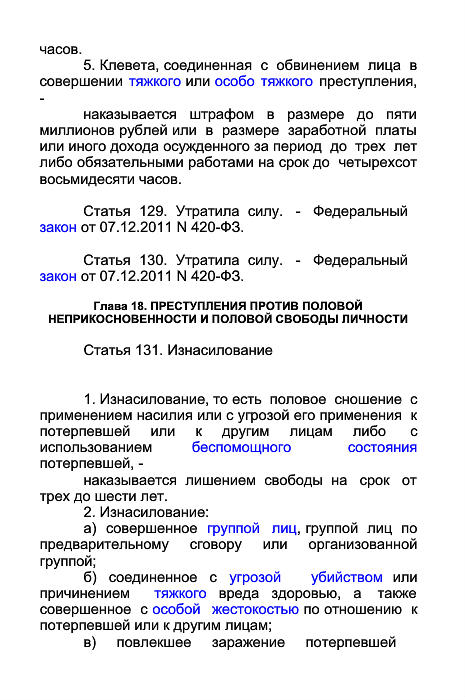 часов.
5. Клевета, соединенная с обвинением лица в
совершении тяжкого или особо тяжкого преступления,
-
наказывается штрафом в размере до пяти
миллионов рублей или в размере заработной платы
или иного дохода осужденного за период до трех лет
либо обязательными работами на срок до четырехсот
восьмидесяти часов.
Статья 129. Утратила силу. - Федеральный
закон от 07.12.2011 N 420-ФЗ.
Статья 130. Утратила силу. - Федеральный
закон от 07.12.2011 N 420-ФЗ.
Глава 18. ПРЕСТУПЛЕНИЯ ПРОТИВ ПОЛОВОЙ
НЕПРИКОСНОВЕННОСТИ И ПОЛОВОЙ СВОБОДЫ ЛИЧНОСТИ
Статья 131. Изнасилование
1. Изнасилование, то есть половое сношение с
применением насилия или с угрозой его применения к
потерпевшей или к другим лицам либо с
использованием беспомощного состояния
потерпевшей, -
наказывается лишением свободы на срок от
трех до шести лет.
2. Изнасилование:
а) совершенное группой лиц, группой лиц по
предварительному сговору или организованной
группой;
б) соединенное с угрозой убийством или
причинением тяжкого вреда здоровью, а также
совершенное с особой жестокостью по отношению к
потерпевшей или к другим лицам;
в) повлекшее заражение потерпевшей